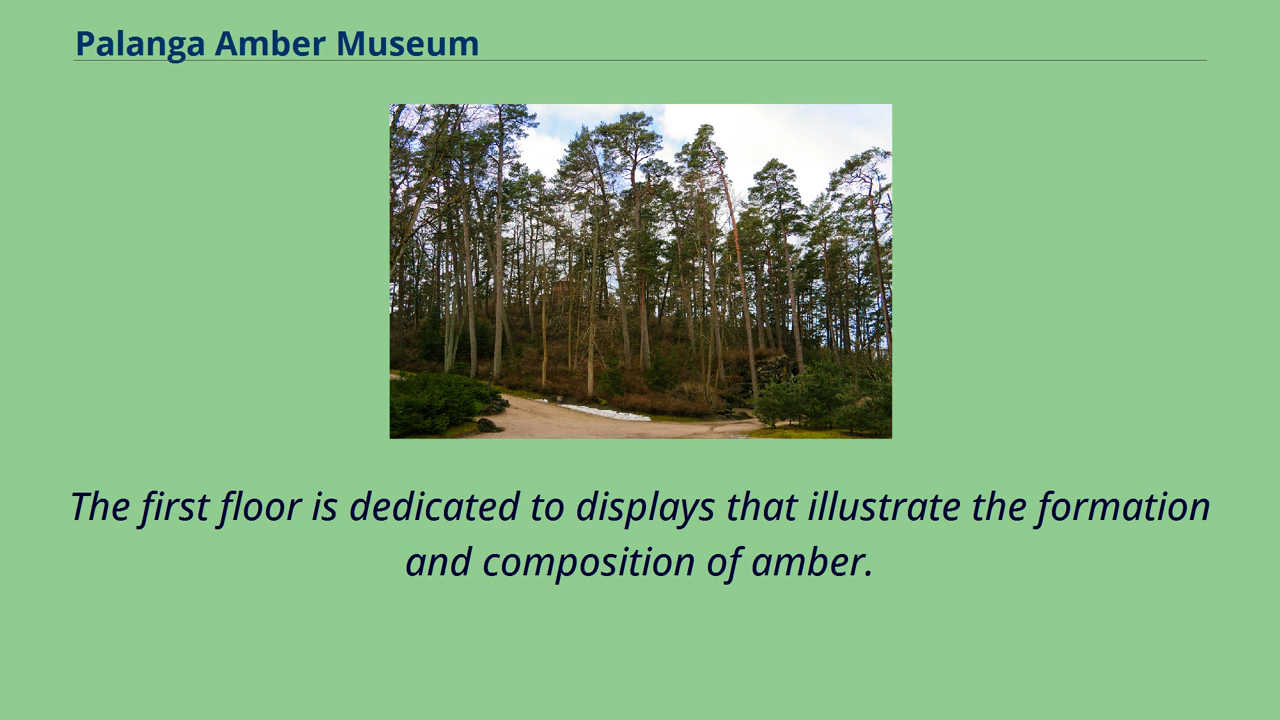 Palanga Amber Museum
The first floor is dedicated to displays that illustrate the formation
and composition of amber.